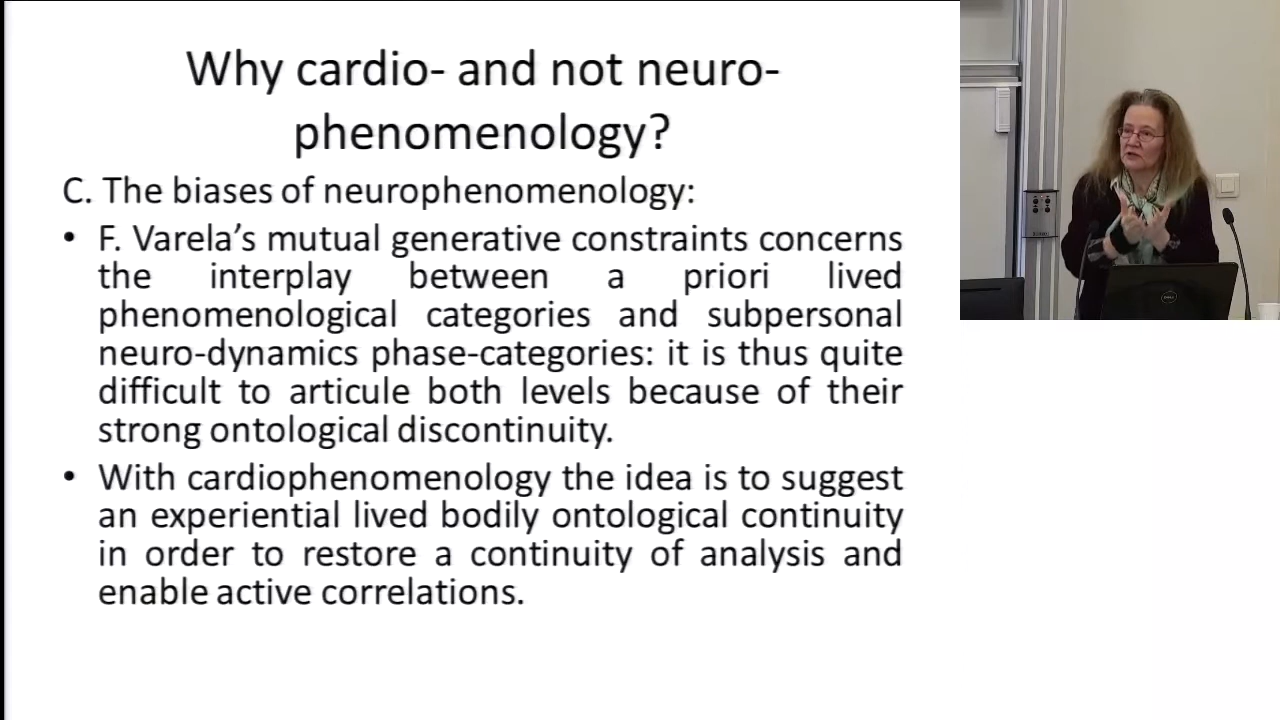 Why cardio- and not neuro-
phenomenology?
C. The biases of neurophenomenology:
• F. Varela’s mutual generative constraints concerns
the interplay between a priori lived
phenomenological categories and subpersonal
neuro-dynamics phase-categories: it is thus quite
difficult to articule both levels because of their
strong ontological discontinuity.
• With cardiophenomenology the idea is to suggest
an experiential lived bodily ontological continuity
in order to restore a continuity of analysis and
enable active correlations.
DELL